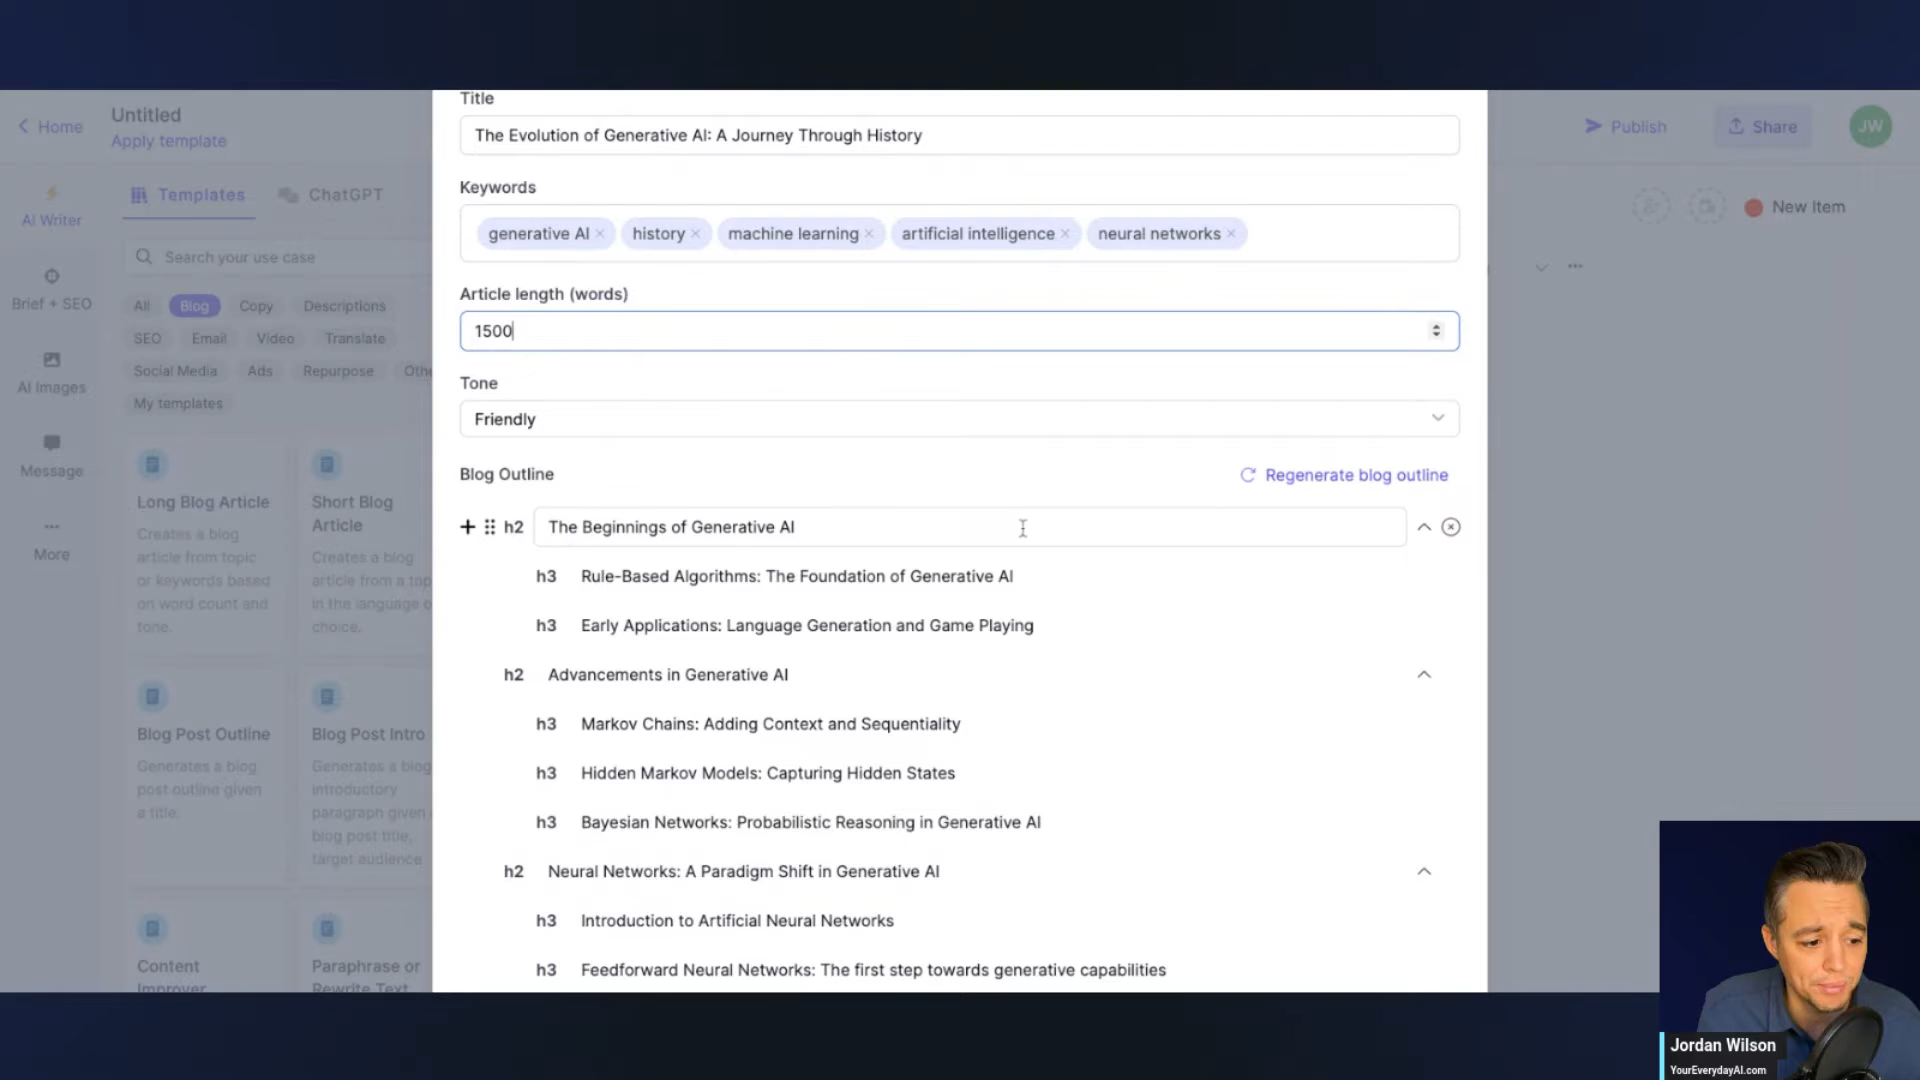 Home
Untitled
Apply template
Publish
Share
JW
AI Writer
Brief + SEO
AI Images
Message
More
Templates
ChatGPT
Search your use case
All
Blog
Copy
Descriptions
SEO
Email
Video
Translate
Social Media
Ads
Repurpose
Othe
My templates
Long Blog Article
Creates a blog
article from topic
or keywords based
on word count and
tone.
Short Blog
Article
Creates a blog
article from a top
in the language o
choice.
Blog Post Outline
Generates a blog
post outline given
a title.
Blog Post Intro
Generates a blog
introductory
paragraph given
blog post title,
target audience
Content
Improver
Paraphrase or
Rewrite Text
Title
The Evolution of Generative AI: A Journey Through History
Keywords
generative AI × history × machine learning × artificial intelligence × neural networks ×
Article length (words)
1500
Tone
Friendly
Blog Outline
Regenerate blog outline
h2 The Beginnings of Generative AI
h3 Rule-Based Algorithms: The Foundation of Generative AI
h3 Early Applications: Language Generation and Game Playing
h2 Advancements in Generative AI
h3 Markov Chains: Adding Context and Sequentiality
h3 Hidden Markov Models: Capturing Hidden States
h3 Bayesian Networks: Probabilistic Reasoning in Generative AI
h2 Neural Networks: A Paradigm Shift in Generative AI
h3 Introduction to Artificial Neural Networks
h3 Feedforward Neural Networks: The first step towards generative capabilities
New Item
Jordan Wilson
YourEverydayAI.com